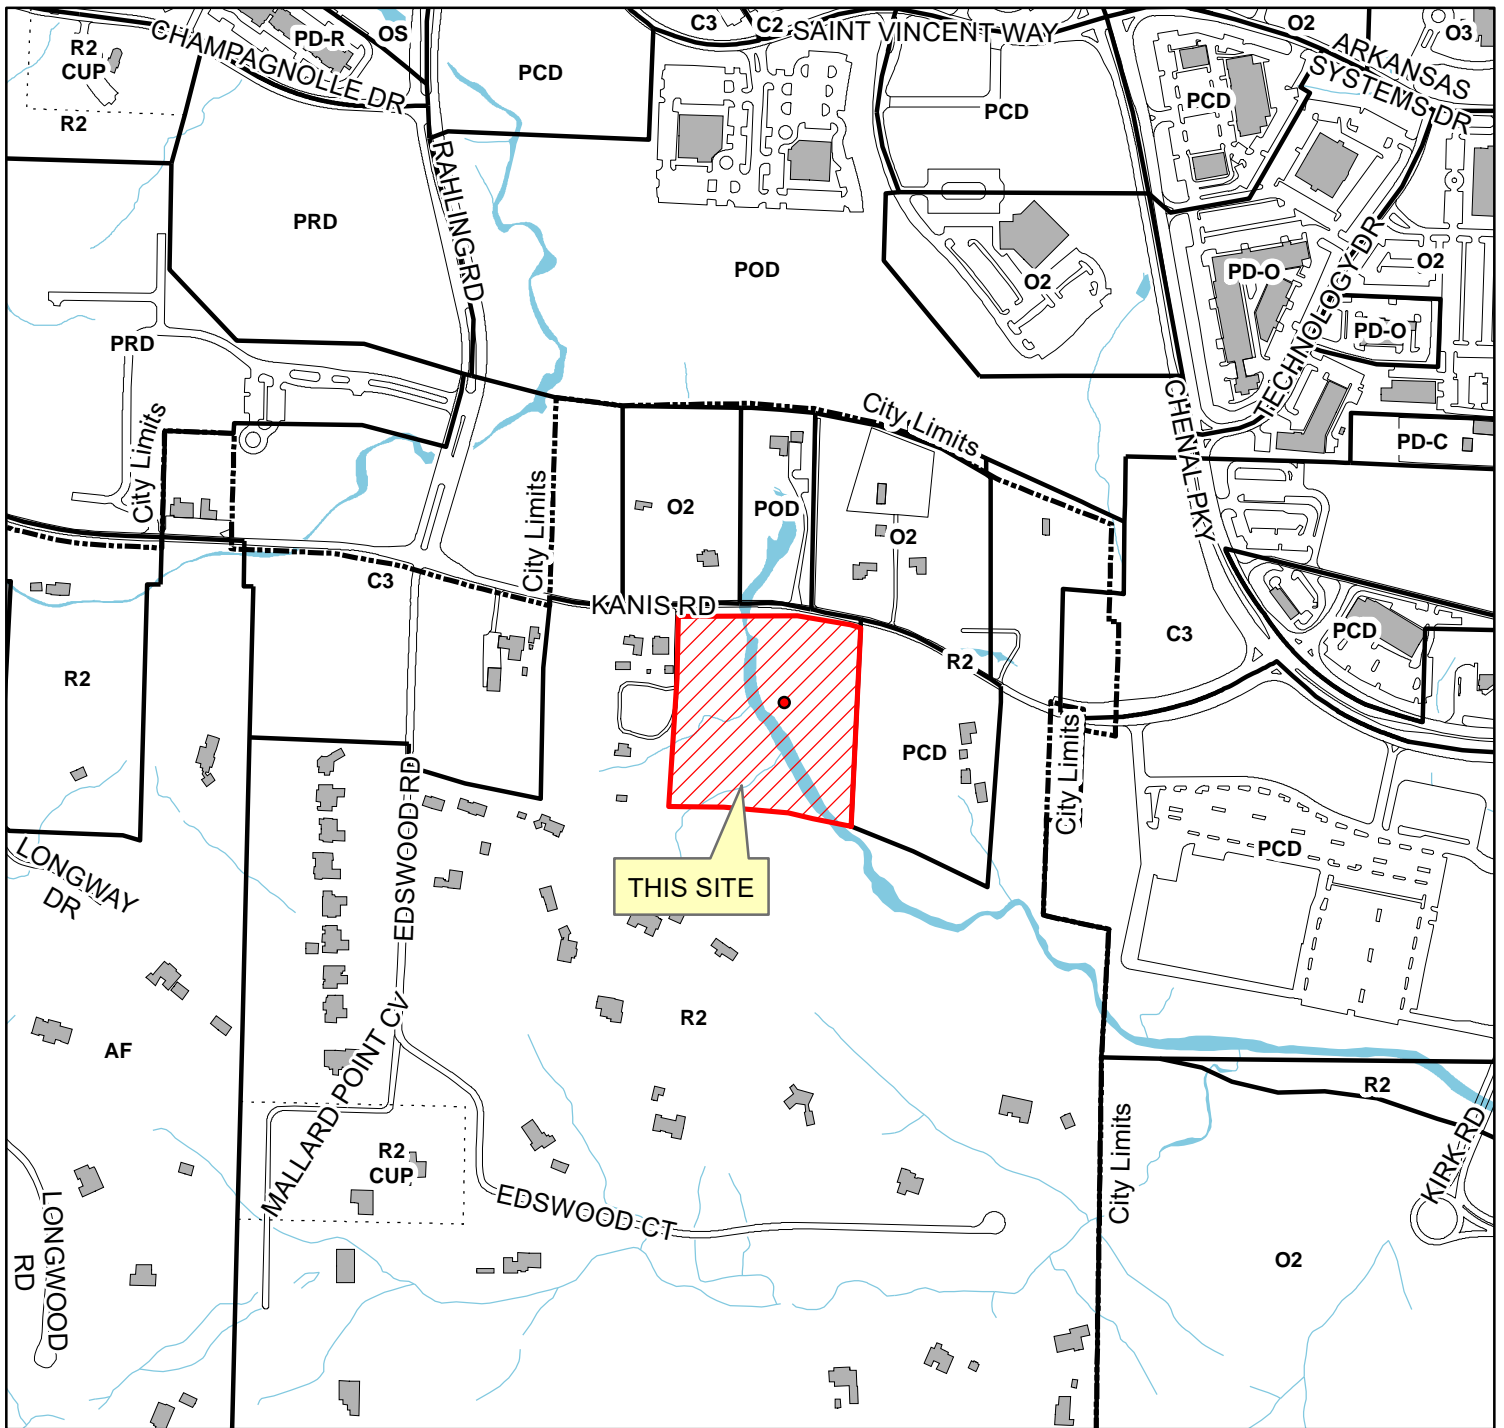 R2
CUP
CHAMPAGNOLLE DR
PD-R
OS
C3
C2
SAINT VINCENT WAY
O2
O3
ARKANSAS
SYSTEMS DR
R2
PCD
PCD
PCD
RAHLING RD
PRD
POD
O2
PD-O
O2
TECHNOLOGY DR
PRD
PD-O
CHENAL PKY
City Limits
City Limits
City Limits
PD-C
O2
POD
O2
C3
KANIS RD
R2
C3
PCD
R2
PCD
City Limits
EDSWOOD RD
THIS SITE
PCD
LONGWAY
DR
R2
AF
MALLARD POINT CV
R2
CUP
EDSWOOD CT
City Limits
R2
KIRK RD
LONGWOOD
RD
O2